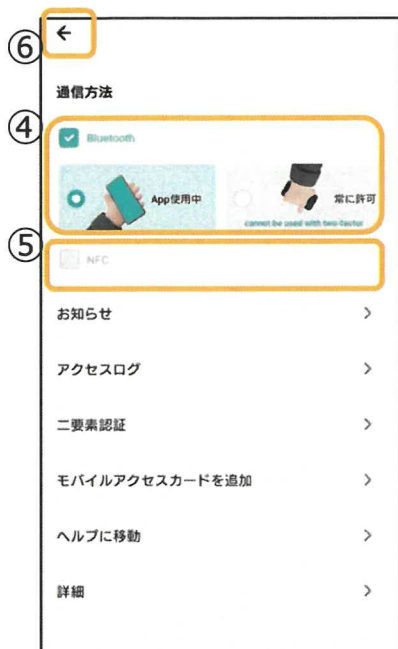 ⑥ ←
通信方法
④
Bluetooth
App使用中
常に許可
cannot be used with two-factor
⑤
NFC
お知らせ >
アクセスログ >
二要素認証 >
モバイルアクセスカードを追加 >
ヘルプに移動 >
詳細 >